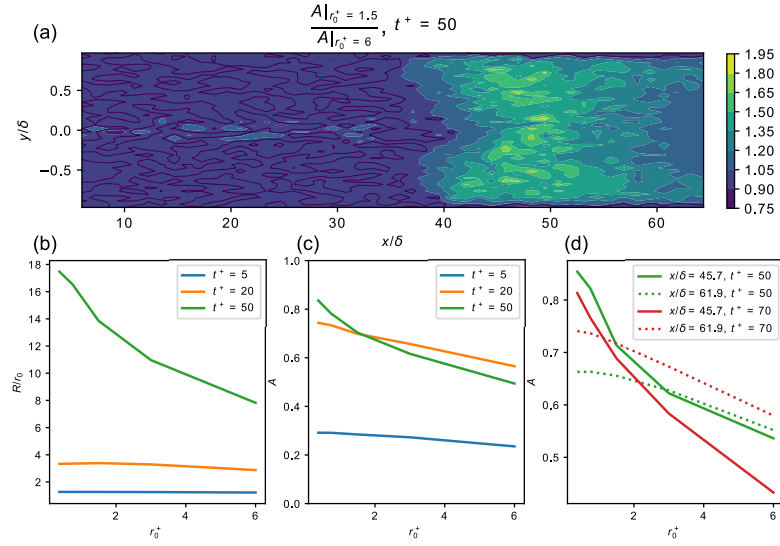 A|r₀⁺ = 1.5 / A|r₀⁺ = 6, t⁺ = 50
(a)
y/δ
0.5
0.0
−0.5
10 20 30 40 50 60
x/δ
1.95
1.80
1.65
1.50
1.35
1.20
1.05
0.90
0.75
(b)
R/r₀
18
16
14
12
10
8
6
4
2
t⁺ = 5
t⁺ = 20
t⁺ = 50
2 4 6
r₀⁺
(c)
A
1.0
0.8
0.6
0.4
0.2
0.0
t⁺ = 5
t⁺ = 20
t⁺ = 50
2 4 6
r₀⁺
(d)
A
0.8
0.7
0.6
0.5
x/δ = 45.7, t⁺ = 50
x/δ = 61.9, t⁺ = 50
x/δ = 45.7, t⁺ = 70
x/δ = 61.9, t⁺ = 70
2 4 6
r₀⁺